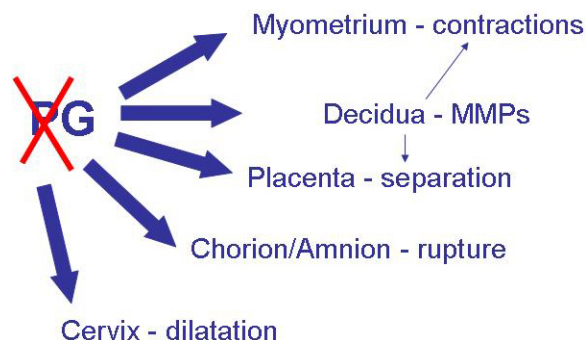 Myometrium - contractions
PG
Decidua - MMPs
Placenta - separation
Chorion/Amnion - rupture
Cervix - dilatation